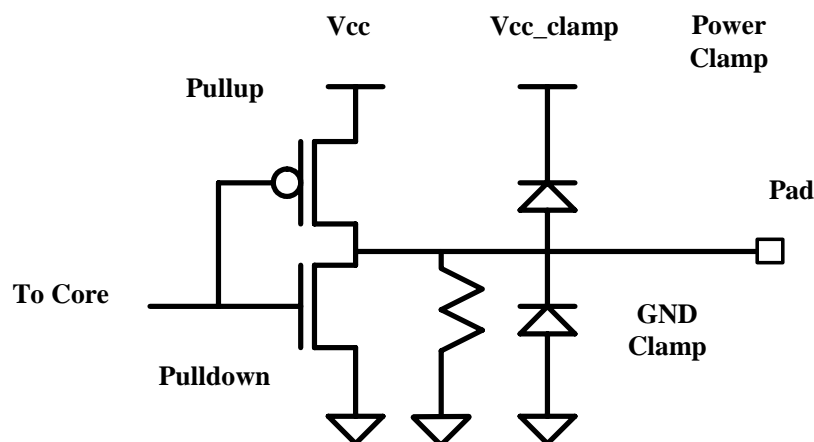 Vcc
Vcc_clamp
Power
Clamp
Pullup
Pad
To Core
GND
Clamp
Pulldown